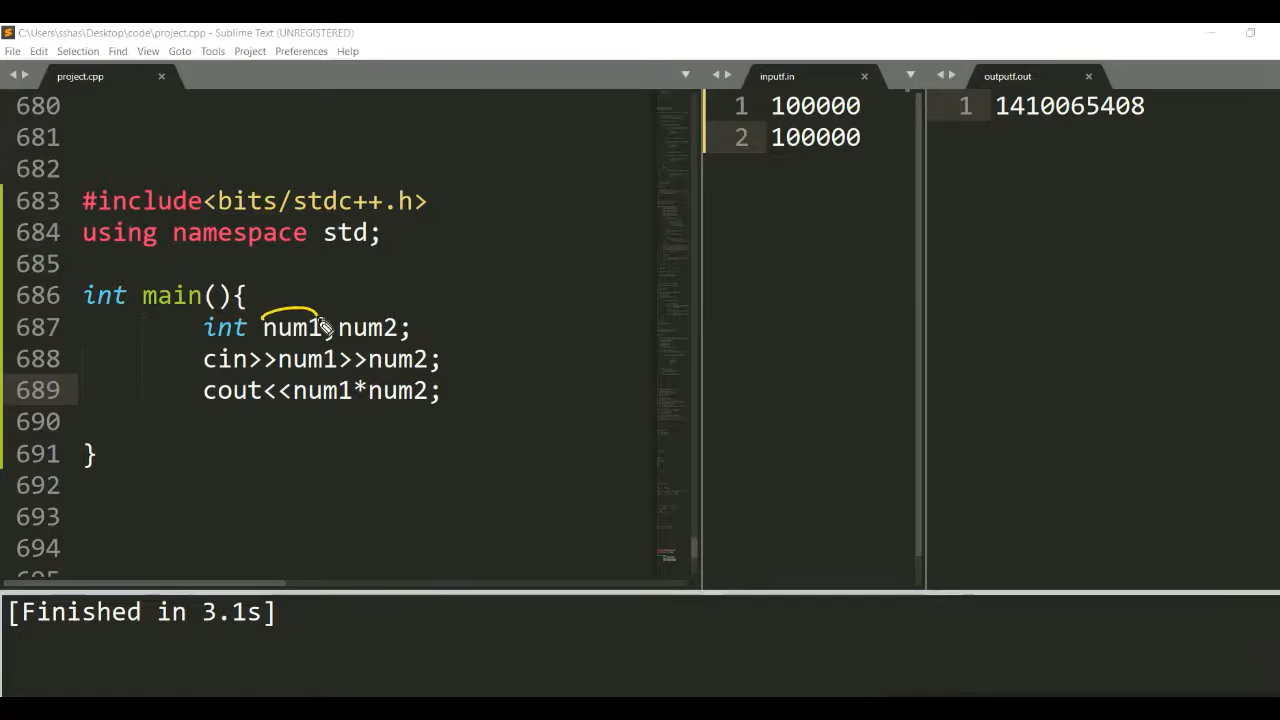 C:\Users\sshas\Desktop\code\project.cpp - Sublime Text (UNREGISTERED)
File Edit Selection Find View Goto Tools Project Preferences Help
project.cpp
inputf.in
outputf.out
680
681
682
683 #include<bits/stdc++.h>
684 using namespace std;
685
686 int main(){
687 int num1,num2;
688 cin>>num1>>num2;
689 cout<<num1*num2;
690
691 }
692
693
694
1 100000
2 100000
1 1410065408
[Finished in 3.1s]